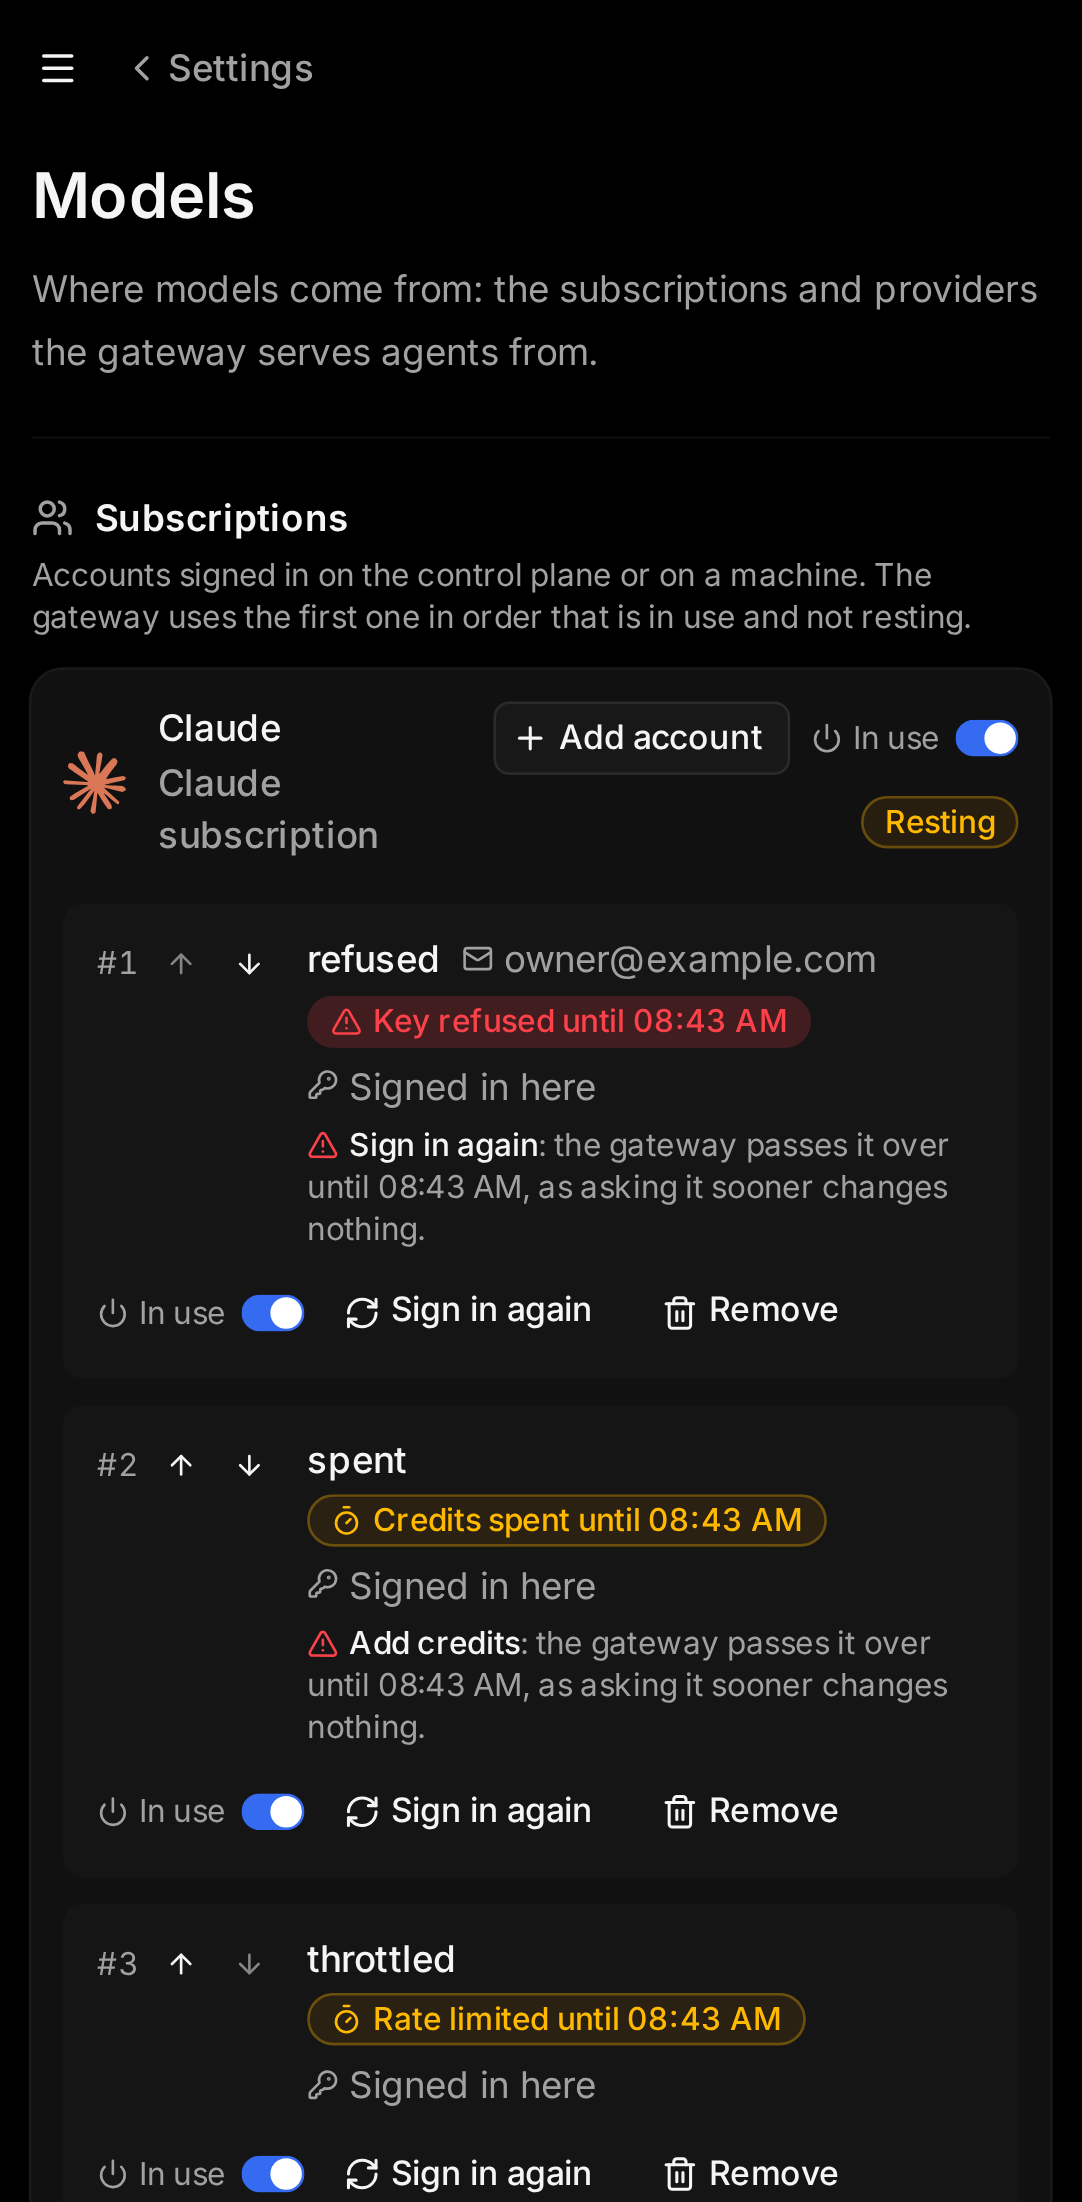 Settings
Models
Where models come from: the subscriptions and providers
the gateway serves agents from.
Subscriptions
Accounts signed in on the control plane or on a machine. The
gateway uses the first one in order that is in use and not resting.
Claude
Claude
subscription
Add account
In use
Resting
#1 refused owner@example.com
Key refused until 08:43 AM
Signed in here
Sign in again: the gateway passes it over
until 08:43 AM, as asking it sooner changes
nothing.
In use Sign in again Remove
#2 spent
Credits spent until 08:43 AM
Signed in here
Add credits: the gateway passes it over
until 08:43 AM, as asking it sooner changes
nothing.
In use Sign in again Remove
#3 throttled
Rate limited until 08:43 AM
Signed in here
In use Sign in again Remove